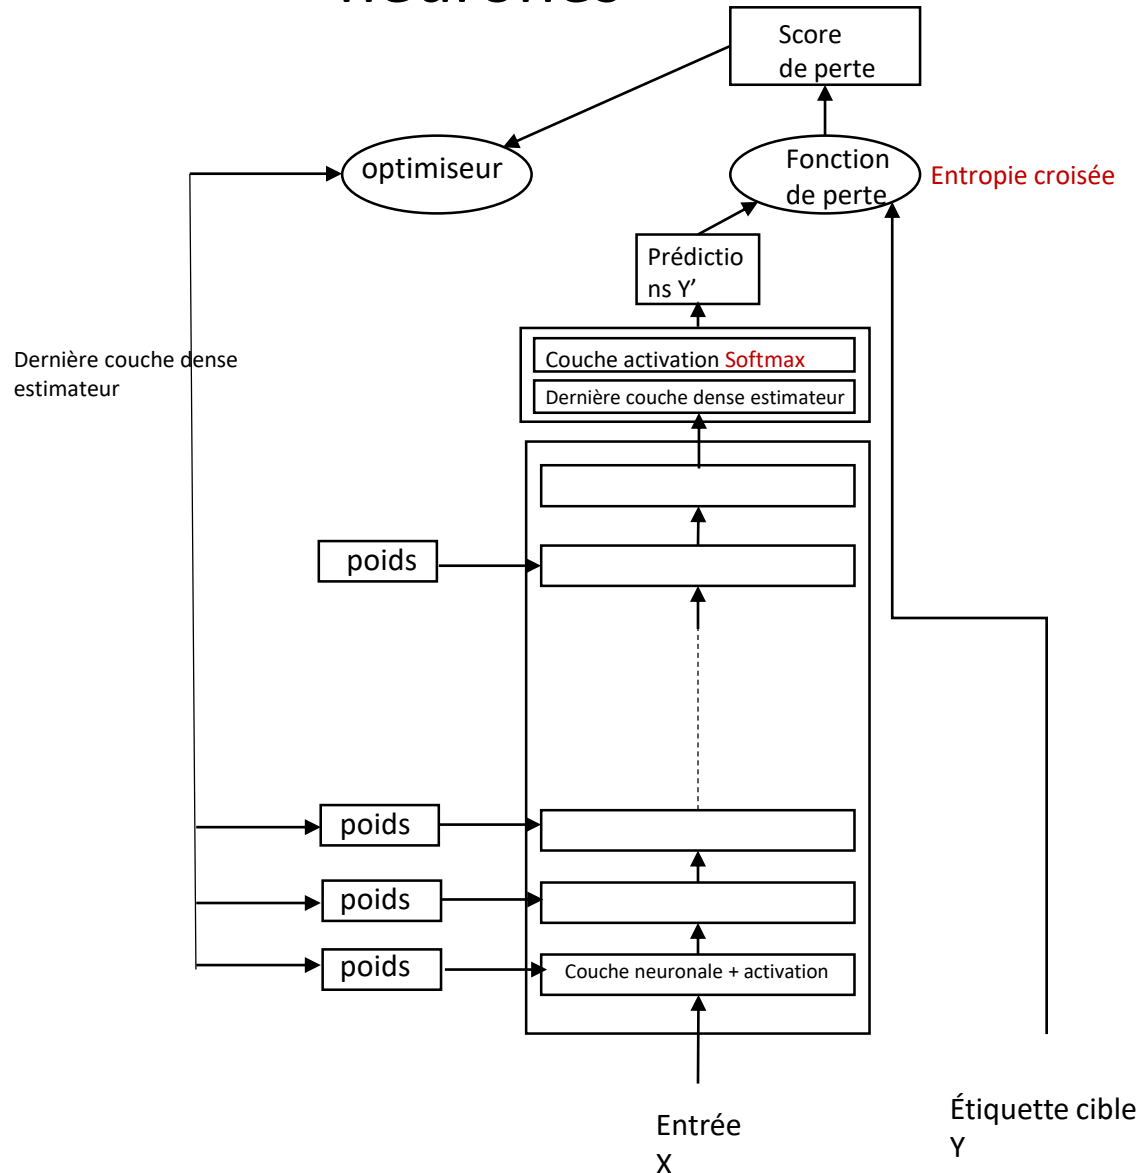 neurones
Score
de perte
optimiseur
Fonction
de perte
Entropie croisée
Prédictio
ns Y’
Dernière couche dense
estimateur
Couche activation Softmax
Dernière couche dense estimateur
poids
poids
poids
poids
Couche neuronale + activation
Entrée
X
Étiquette cible
Y